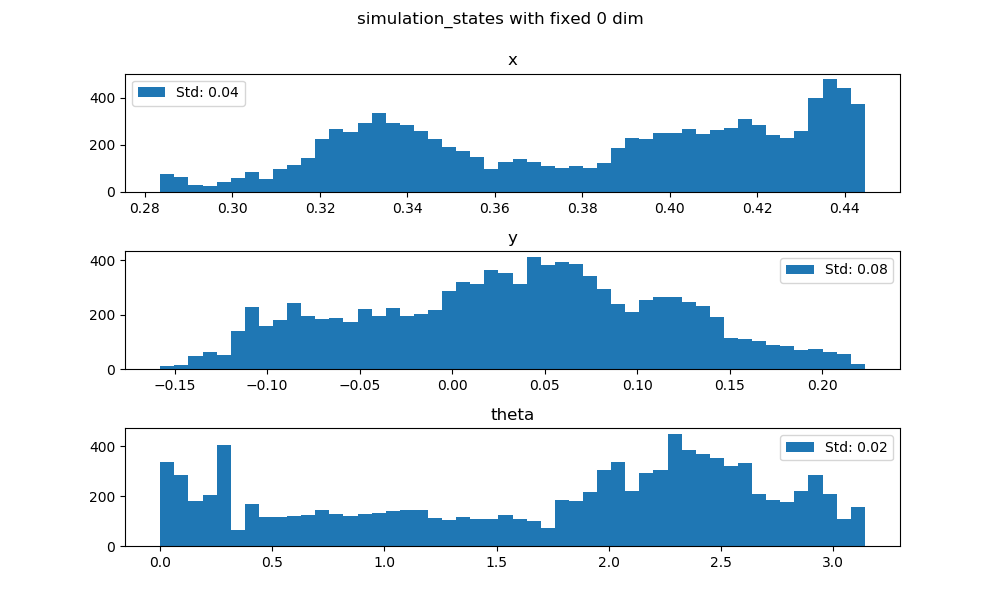 simulation_states with fixed 0 dim
x
Std: 0.04
400
200
0
0.28 0.30 0.32 0.34 0.36 0.38 0.40 0.42 0.44
y
Std: 0.08
400
200
0
−0.15 −0.10 −0.05 0.00 0.05 0.10 0.15 0.20
theta
Std: 0.02
400
200
0
0.0 0.5 1.0 1.5 2.0 2.5 3.0